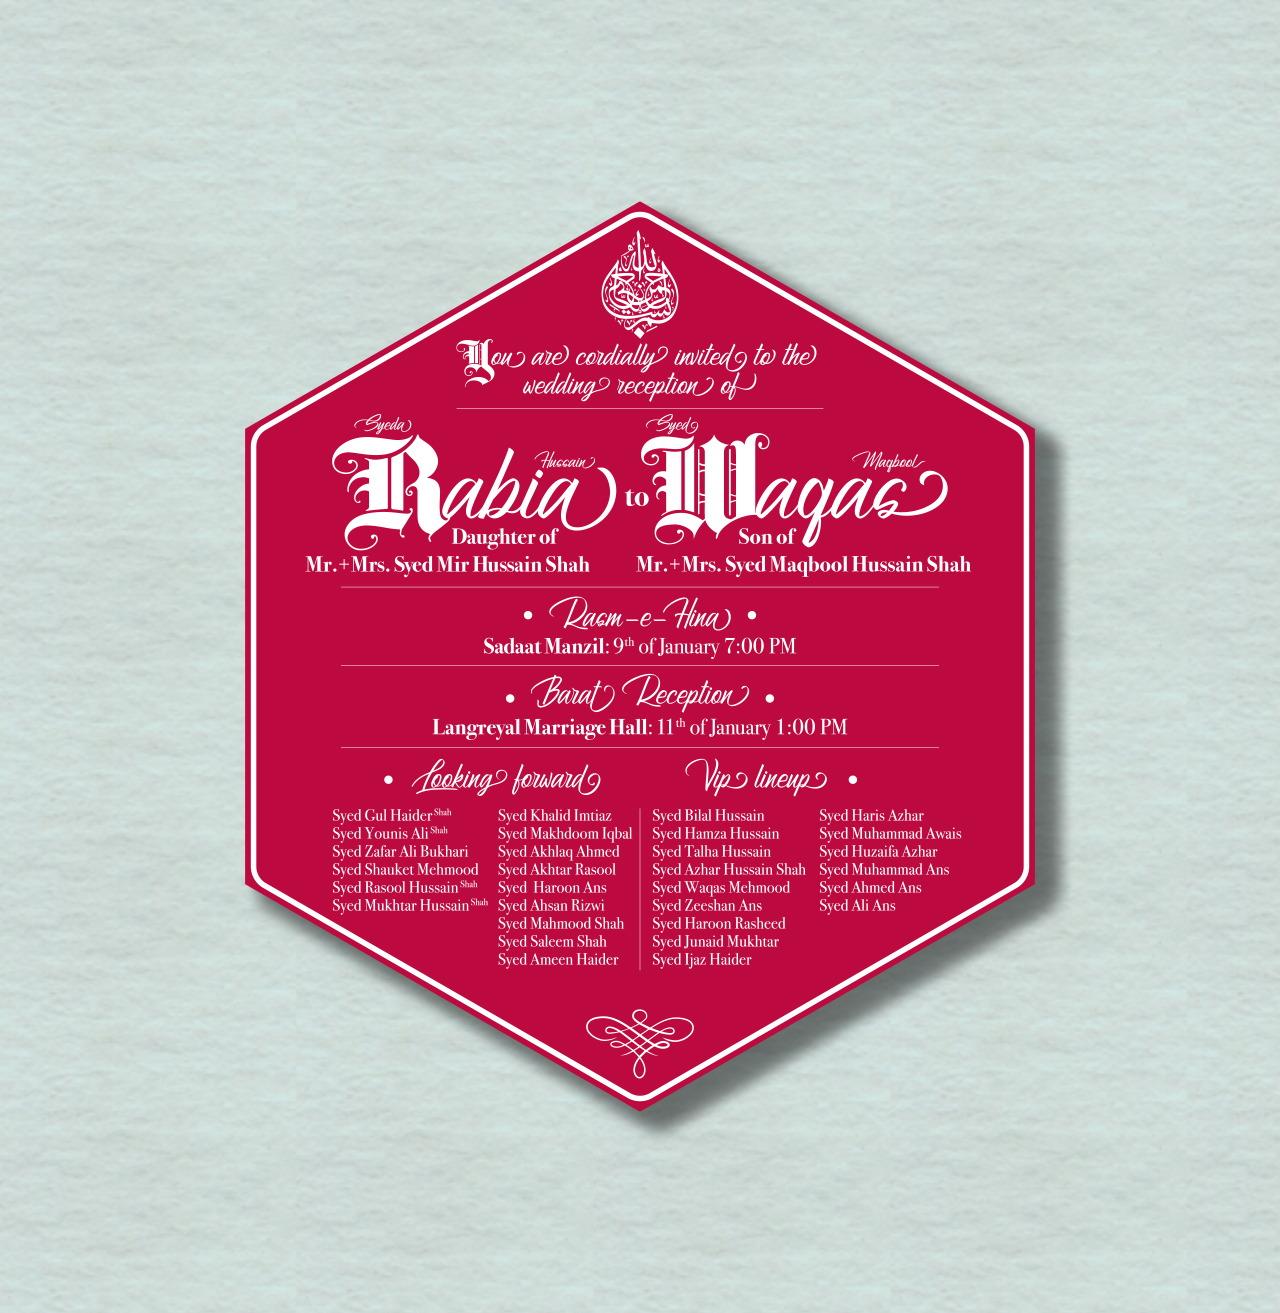 بسم الله الرحمن الرحيم
You are cordially invited to the
wedding reception of
Syeda Rabia Hussain to Syed Waqas Maqbool
Daughter of
Mr.+Mrs. Syed Mir Hussain Shah
Son of
Mr.+Mrs. Syed Maqbool Hussain Shah
Rasm-e-Hina
Sadaat Manzil: 9th of January 7:00 PM
Barat Reception
Langreyal Marriage Hall: 11th of January 1:00 PM
Looking forward
Syed Gul Haider Shah
Syed Younis Ali Shah
Syed Zafar Ali Bukhari
Syed Shauket Mehmood
Syed Rasool Hussain Shah
Syed Mukhtar Hussain Shah
Syed Khalid Imtiaz
Syed Makhdoom Iqbal
Syed Akhlaq Ahmed
Syed Akhtar Rasool
Syed Haroon Ans
Syed Ahsan Rizwi
Syed Mahmood Shah
Syed Saleem Shah
Syed Ameen Haider
Vip lineup
Syed Bilal Hussain
Syed Hamza Hussain
Syed Talha Hussain
Syed Azhar Hussain Shah
Syed Waqas Mehmood
Syed Zeeshan Ans
Syed Haroon Rasheed
Syed Junaid Mukhtar
Syed Ijaz Haider
Syed Haris Azhar
Syed Muhammad Awais
Syed Huzaifa Azhar
Syed Muhammad Ans
Syed Ahmed Ans
Syed Ali Ans